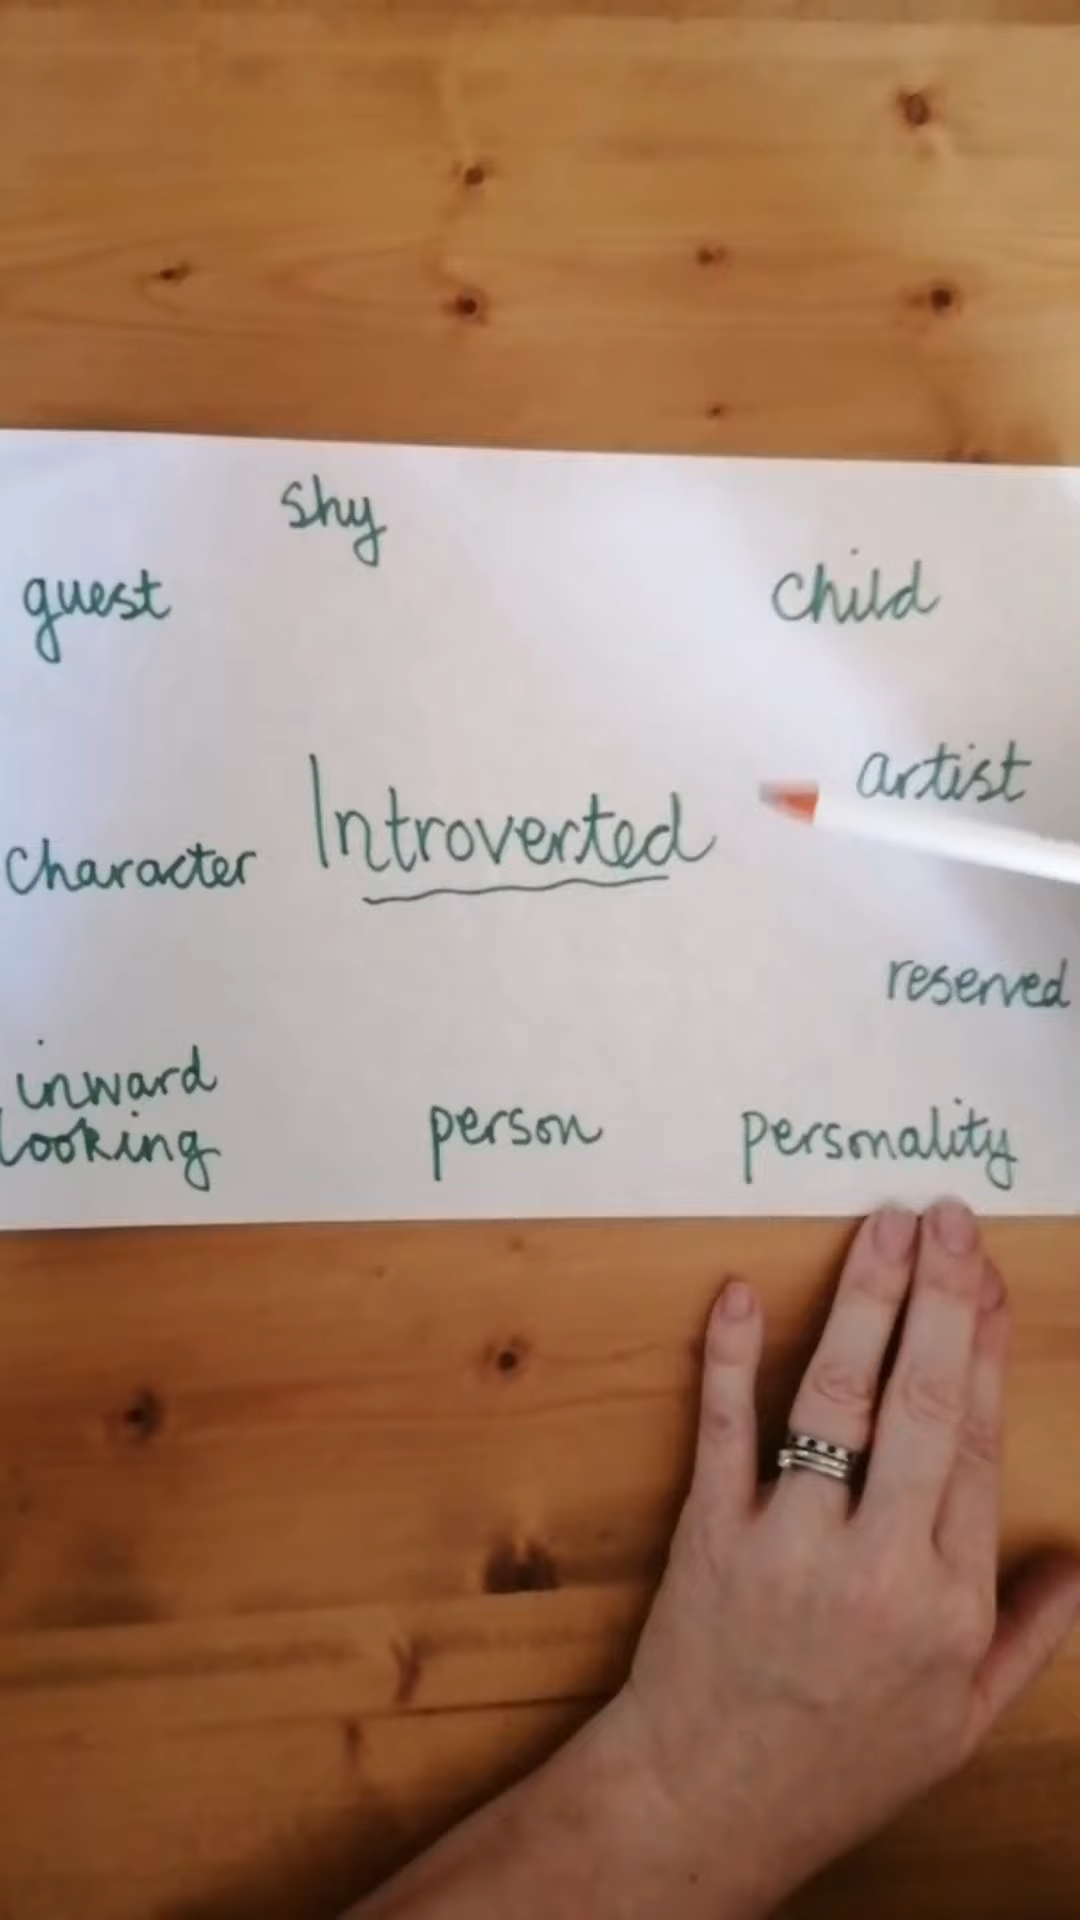 shy
guest
child
artist
Introverted
character
reserved
inward
looking
person
personality